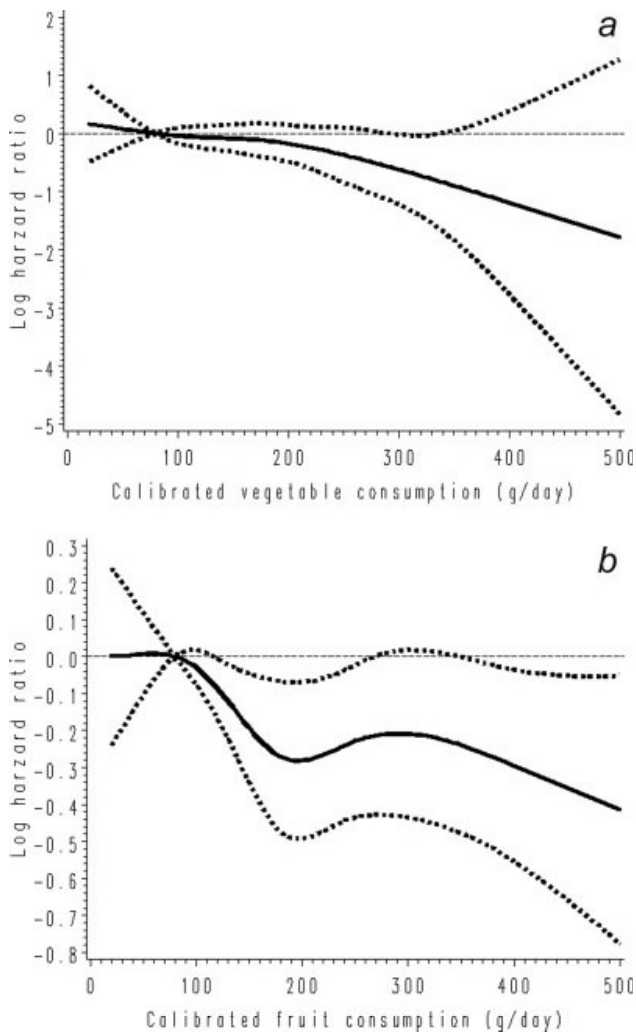 a
2
1
0
-1
-2
-3
-4
-5
Log harzard ratio
0 100 200 300 400 500
Calibrated vegetable consumption (g/day)
b
0.3
0.2
0.1
0.0
-0.1
-0.2
-0.3
-0.4
-0.5
-0.6
-0.7
-0.8
Log harzard ratio
0 100 200 300 400 500
Calibrated fruit consumption (g/day)